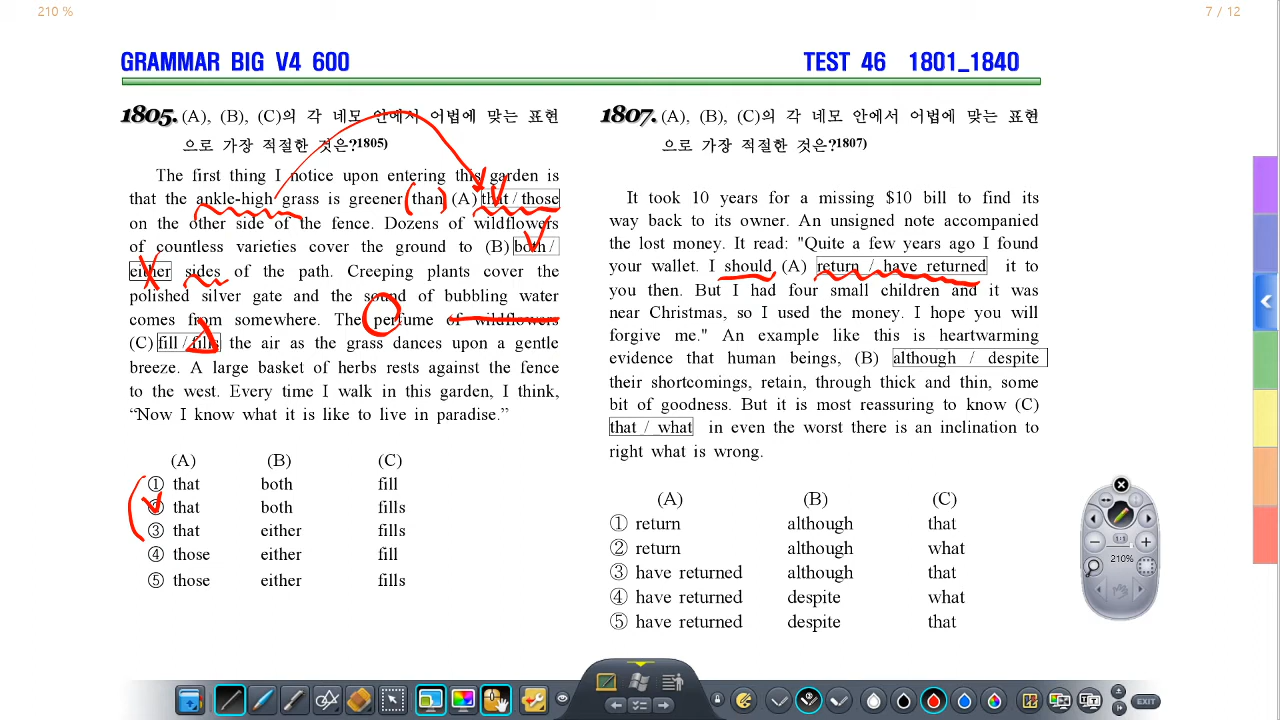 210 %
7 / 12
GRAMMAR BIG V4 600
TEST 46 1801_1840
1805. (A), (B), (C)의 각 네모 안에서 어법에 맞는 표현
으로 가장 적절한 것은?1805)
The first thing I notice upon entering this garden is
that the ankle-high grass is greener than (A) that / those
on the other side of the fence. Dozens of wildflowers
of countless varieties cover the ground to (B) both /
either sides of the path. Creeping plants cover the
polished silver gate and the sound of bubbling water
comes from somewhere. The perfume of wildflowers
(C) fill / fills the air as the grass dances upon a gentle
breeze. A large basket of herbs rests against the fence
to the west. Every time I walk in this garden, I think,
“Now I know what it is like to live in paradise.”
(A) (B) (C)
① that both fill
② that both fills
③ that either fills
④ those either fill
⑤ those either fills
1807. (A), (B), (C)의 각 네모 안에서 어법에 맞는 표현
으로 가장 적절한 것은?1807)
It took 10 years for a missing $10 bill to find its
way back to its owner. An unsigned note accompanied
the lost money. It read: "Quite a few years ago I found
your wallet. I should (A) return / have returned it to
you then. But I had four small children and it was
near Christmas, so I used the money. I hope you will
forgive me." An example like this is heartwarming
evidence that human beings, (B) although / despite
their shortcomings, retain, through thick and thin, some
bit of goodness. But it is most reassuring to know (C)
that / what in even the worst there is an inclination to
right what is wrong.
(A) (B) (C)
① return although that
② return although what
③ have returned although that
④ have returned despite what
⑤ have returned despite that
1:1
210%
EXIT